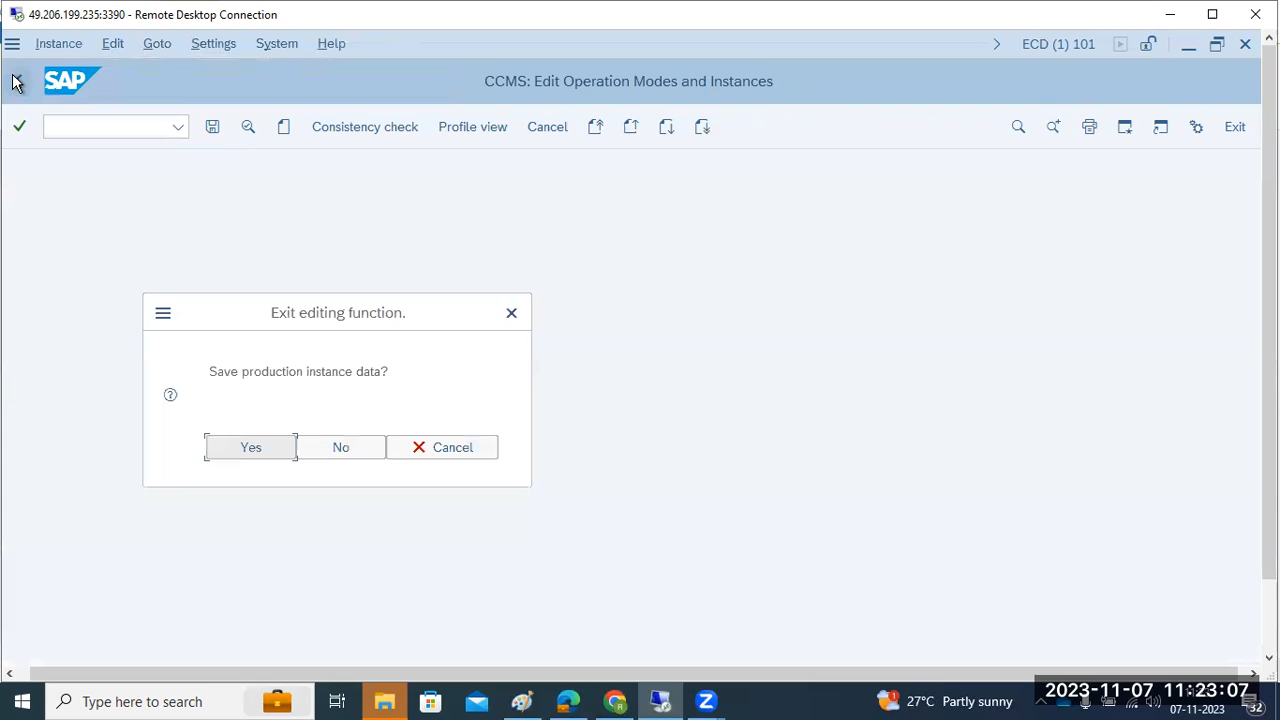 49.206.199.235:3390 - Remote Desktop Connection
Instance Edit Goto Settings System Help ECD (1) 101
SAP CCMS: Edit Operation Modes and Instances
Consistency check Profile view Cancel Exit
Exit editing function.
Save production instance data?
Yes No Cancel
Type here to search 27°C Partly sunny
2023-11-07 11:23:07
07-11-2023
32